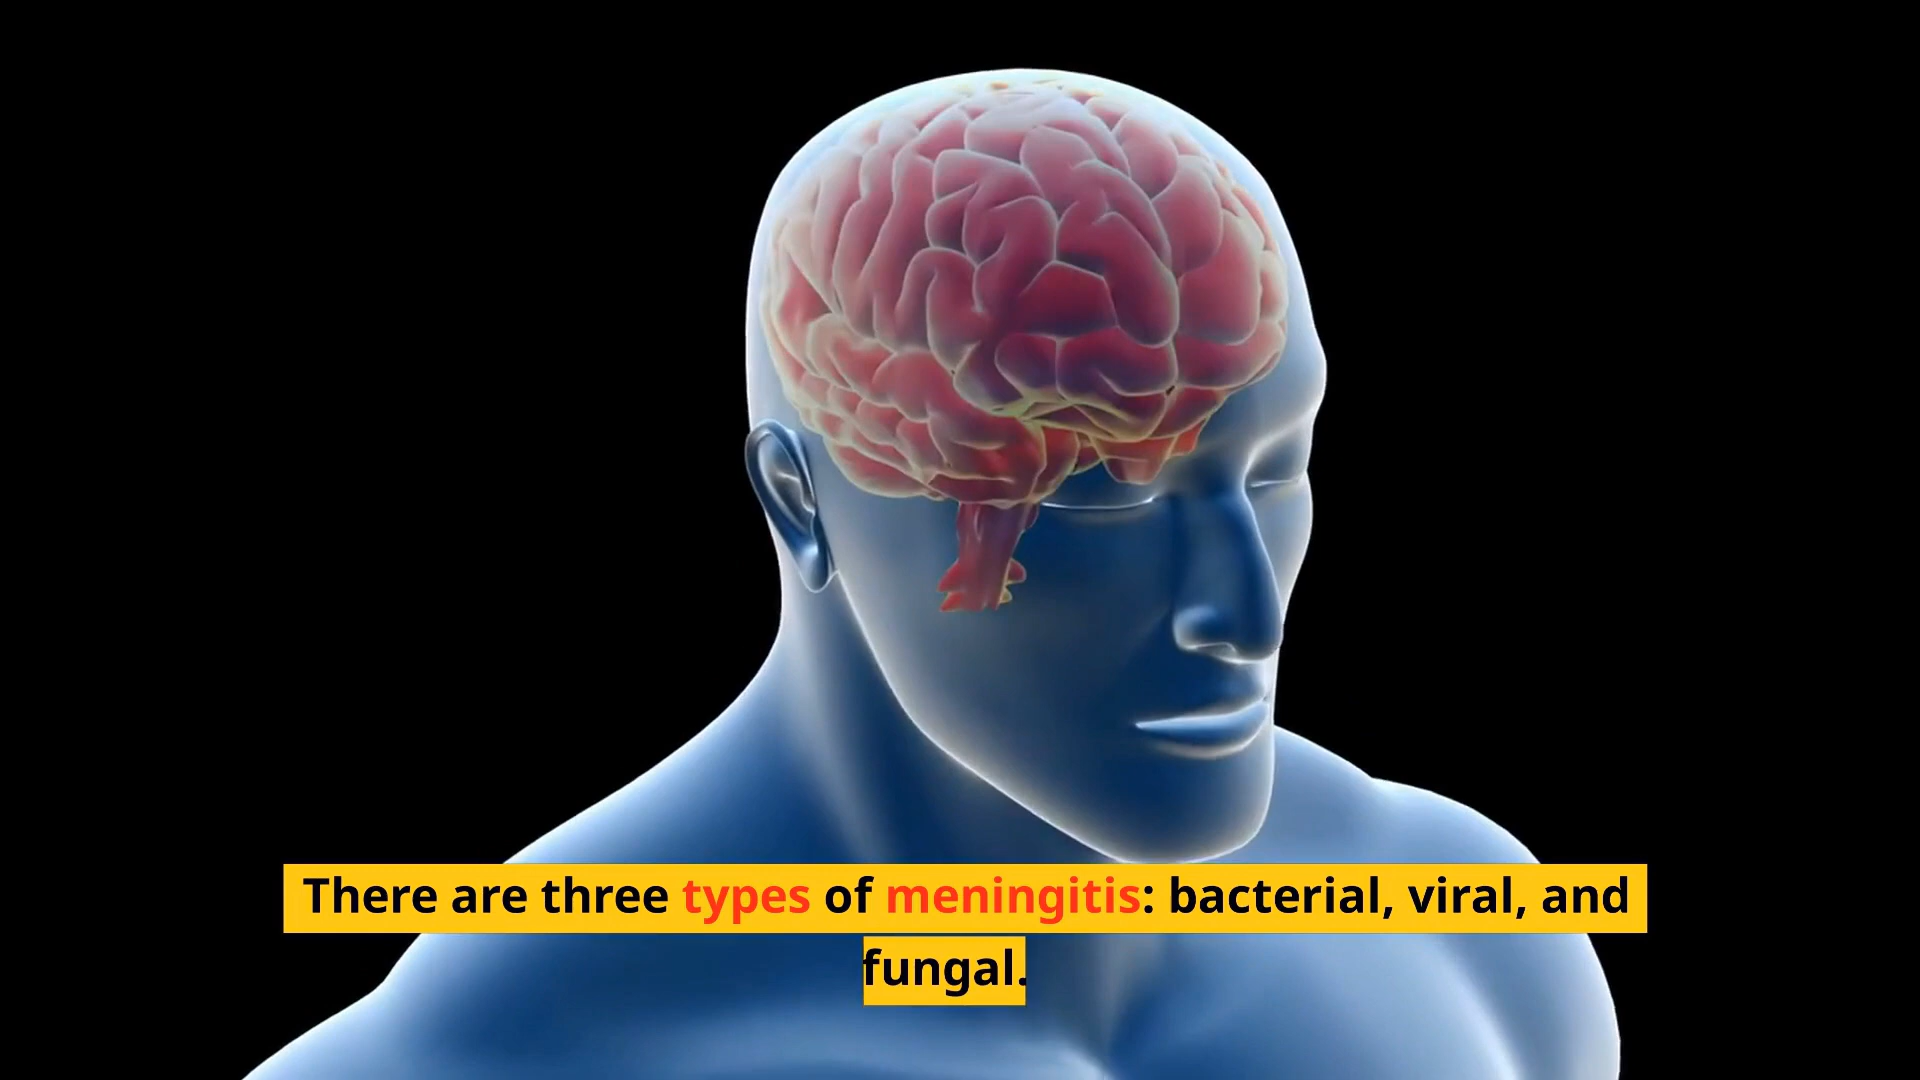 There are three types of meningitis: bacterial, viral, and
fungal.